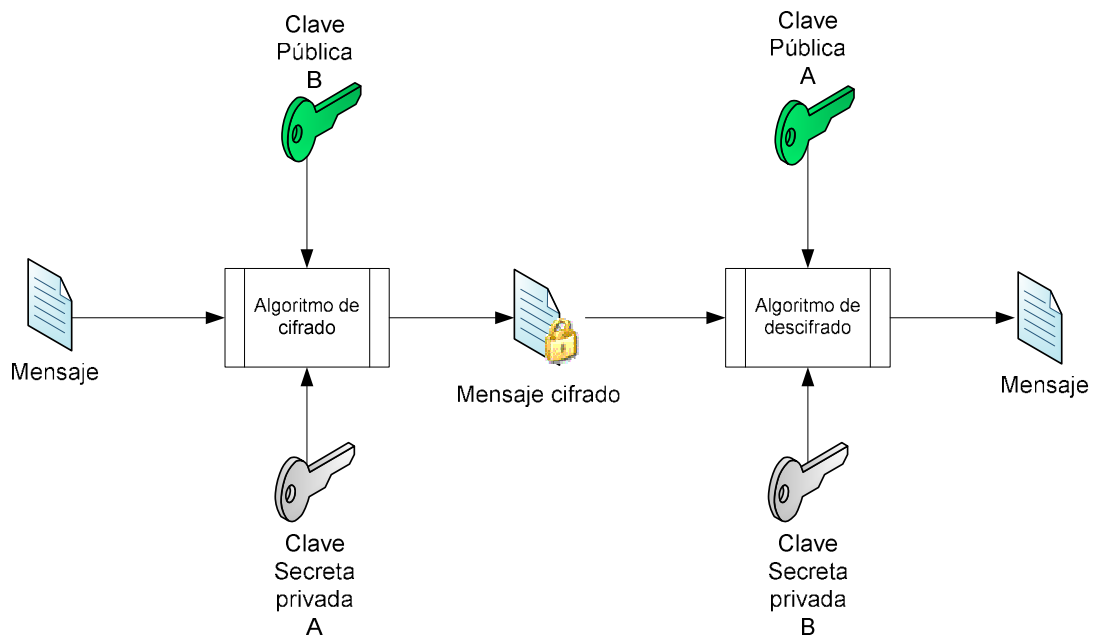 Clave
Pública
B
Clave
Pública
A
Mensaje
Algoritmo de
cifrado
Mensaje cifrado
Algoritmo de
descifrado
Mensaje
Clave
Secreta
privada
A
Clave
Secreta
privada
B